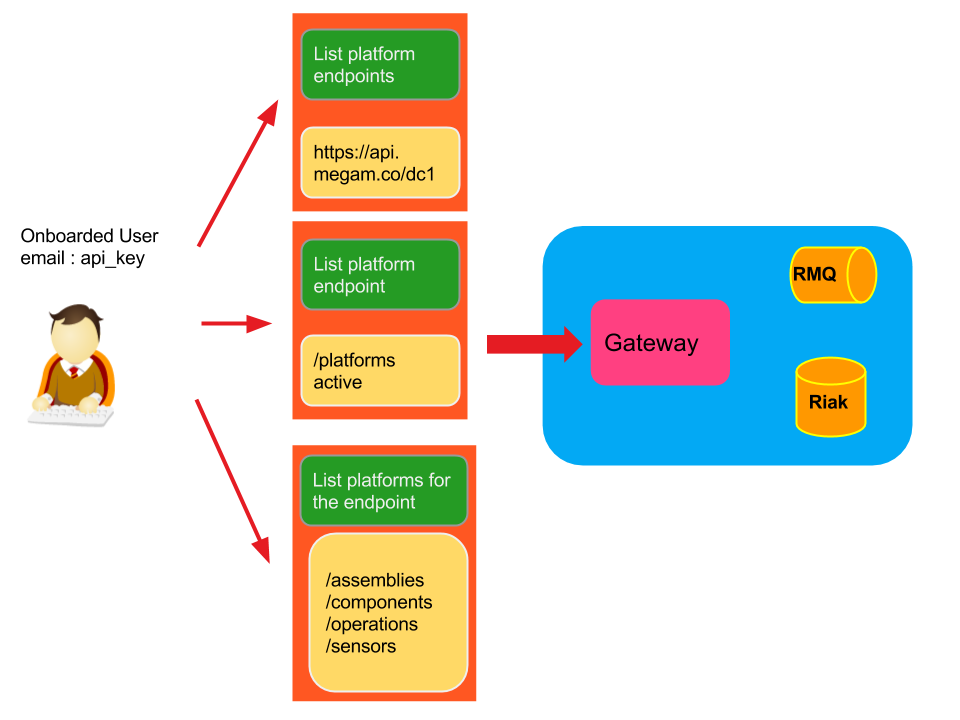 Onboarded User
email : api_key
List platform
endpoints
https://api.
megam.co/dc1
List platform
endpoint
/platforms
active
List platforms for
the endpoint
/assemblies
/components
/operations
/sensors
Gateway
RMQ
Riak